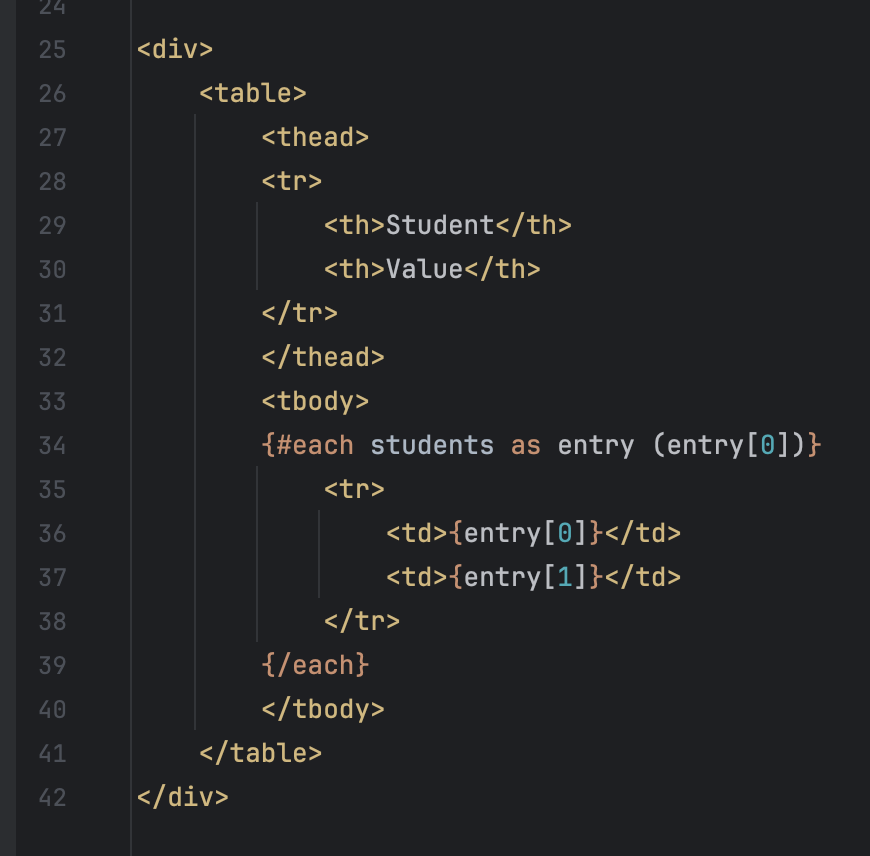 24
25 <div>
26     <table>
27         <thead>
28         <tr>
29             <th>Student</th>
30             <th>Value</th>
31         </tr>
32         </thead>
33         <tbody>
34         {#each students as entry (entry[0])}
35             <tr>
36                 <td>{entry[0]}</td>
37                 <td>{entry[1]}</td>
38             </tr>
39         {/each}
40         </tbody>
41     </table>
42 </div>